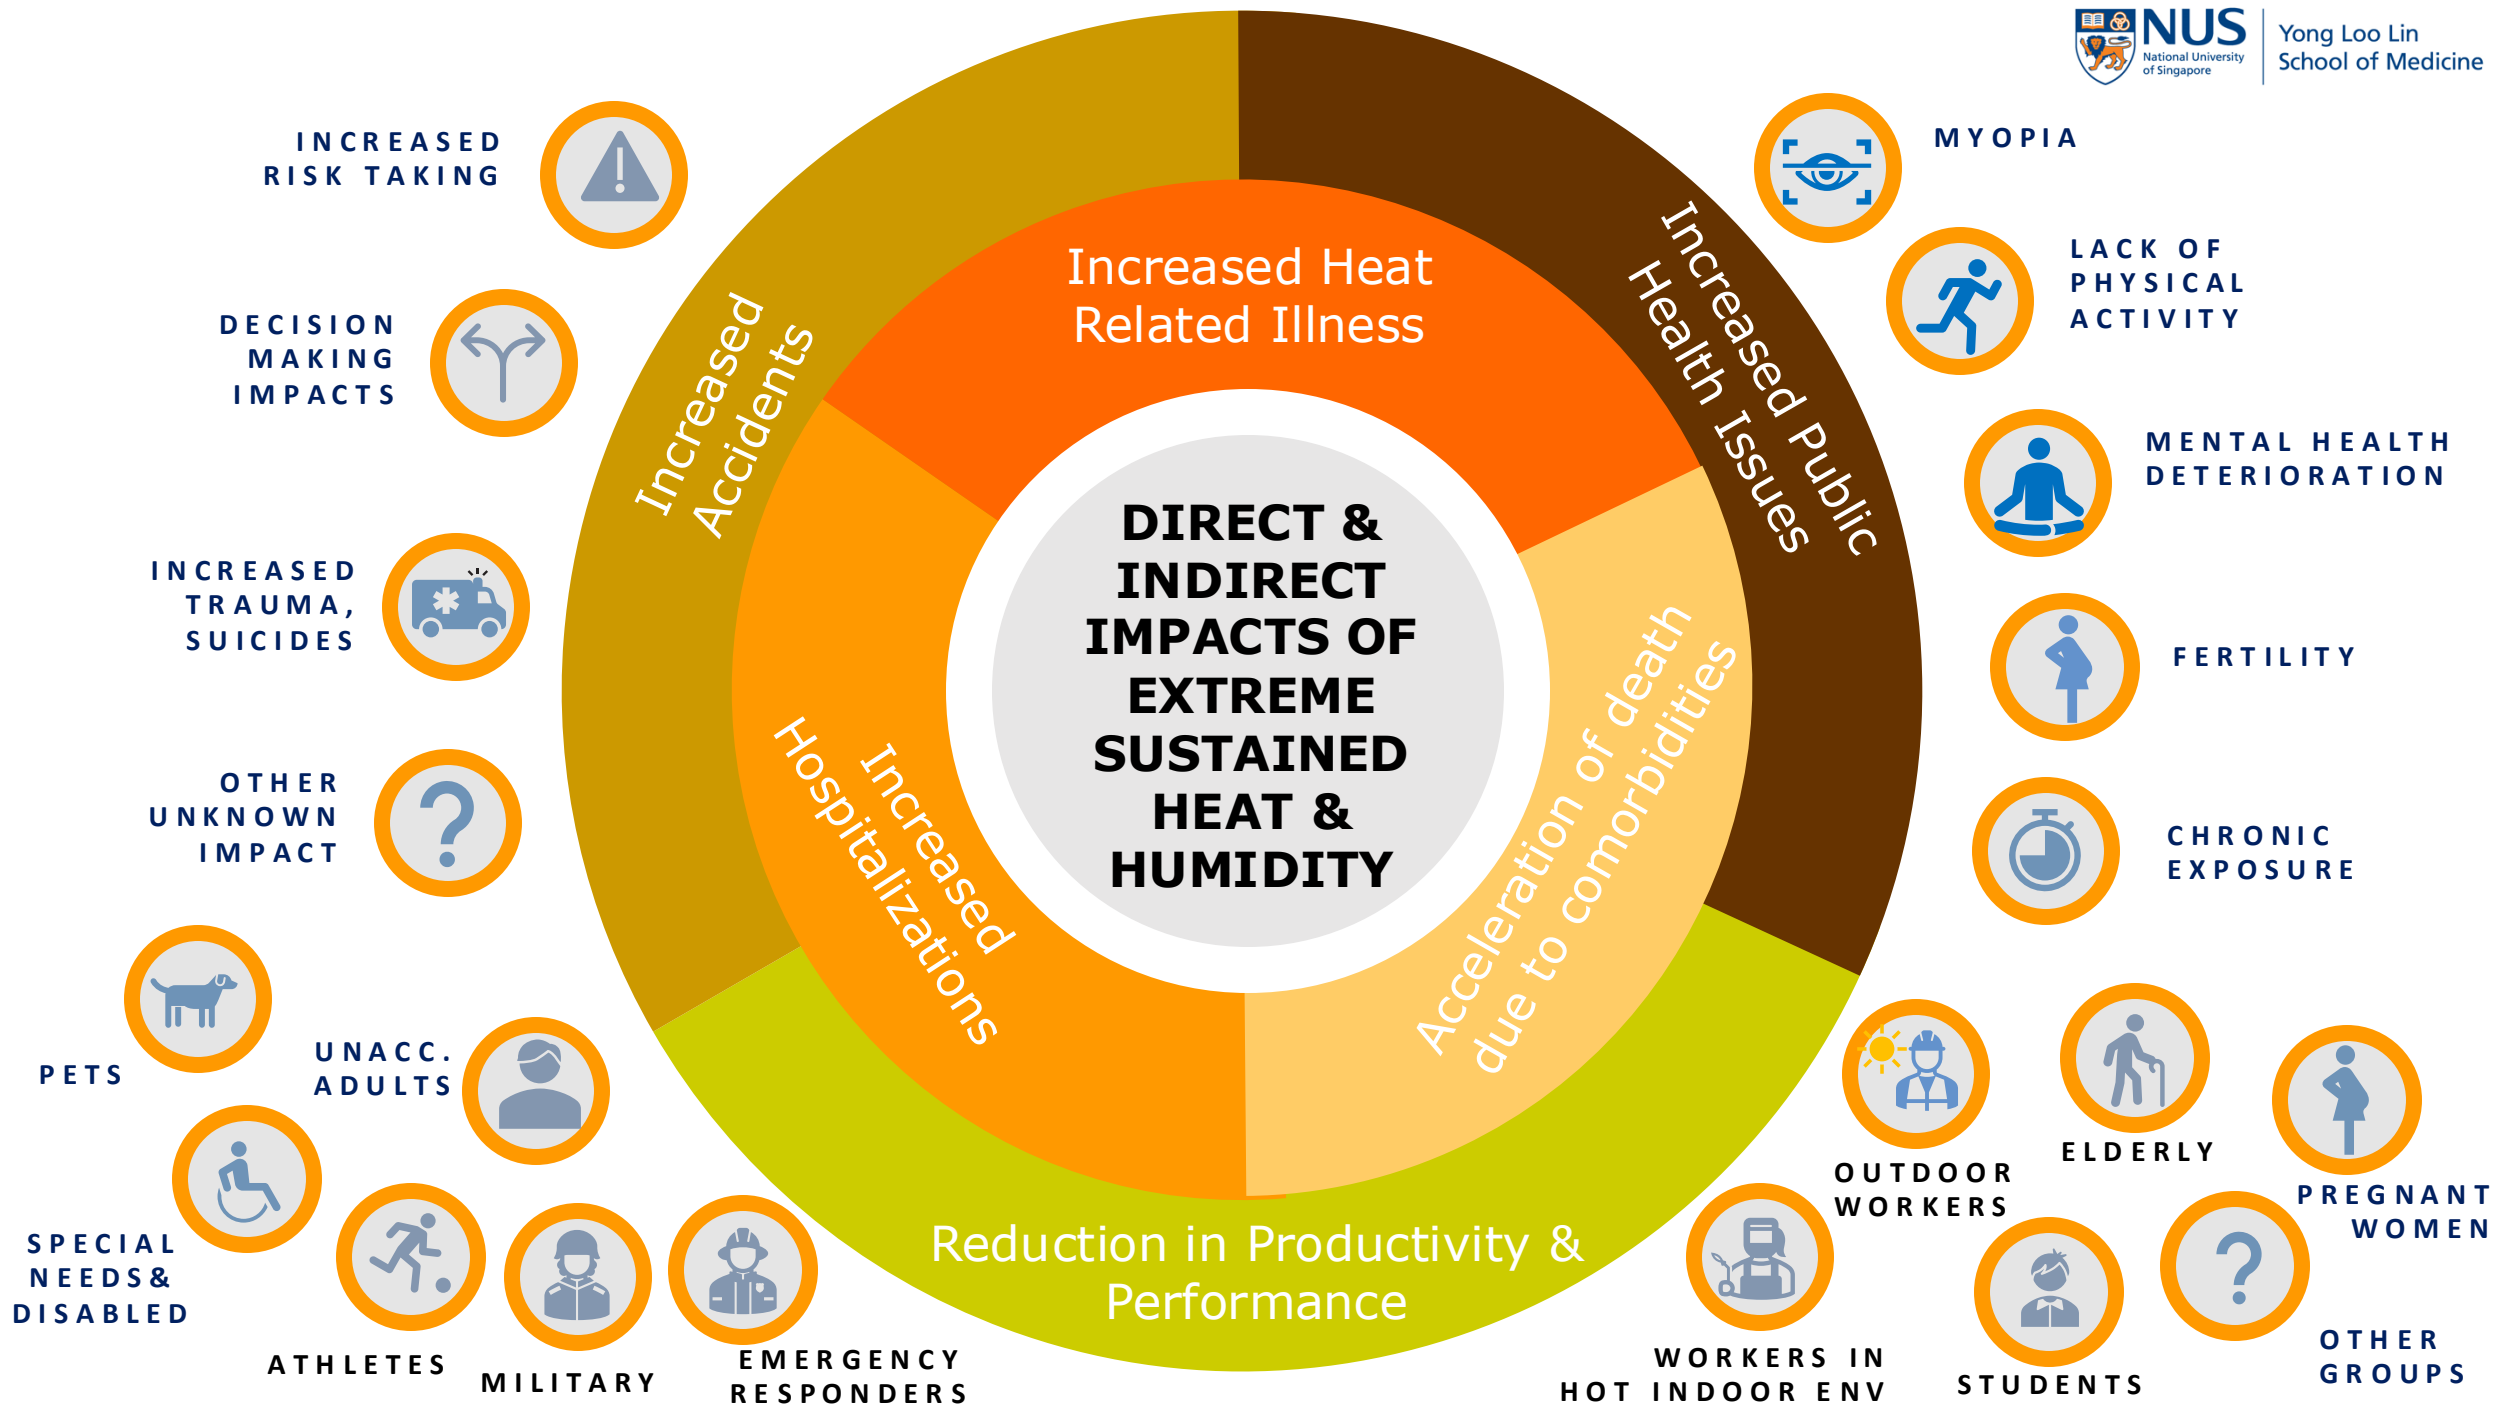 NUS
National University
of Singapore
Yong Loo Lin
School of Medicine
INCREASED
RISK TAKING
DECISION
MAKING
IMPACTS
INCREASED
TRAUMA,
SUICIDES
OTHER
UNKNOWN
IMPACT
Increased
Accidents
Increased Heat
Related Illness
Increased Public
Health Issues
DIRECT &
INDIRECT
IMPACTS OF
EXTREME
SUSTAINED
HEAT &
HUMIDITY
Increased
Hospitalizations
Acceleration of death
due to comorbidities
Reduction in Productivity &
Performance
MYOPIA
LACK OF
PHYSICAL
ACTIVITY
MENTAL HEALTH
DETERIORATION
FERTILITY
CHRONIC
EXPOSURE
PETS
UNACC.
ADULTS
SPECIAL
NEEDS&
DISABLED
ATHLETES
MILITARY
EMERGENCY
RESPONDERS
OUTDOOR
WORKERS
ELDERLY
PREGNANT
WOMEN
WORKERS IN
HOT INDOOR ENV
STUDENTS
OTHER
GROUPS